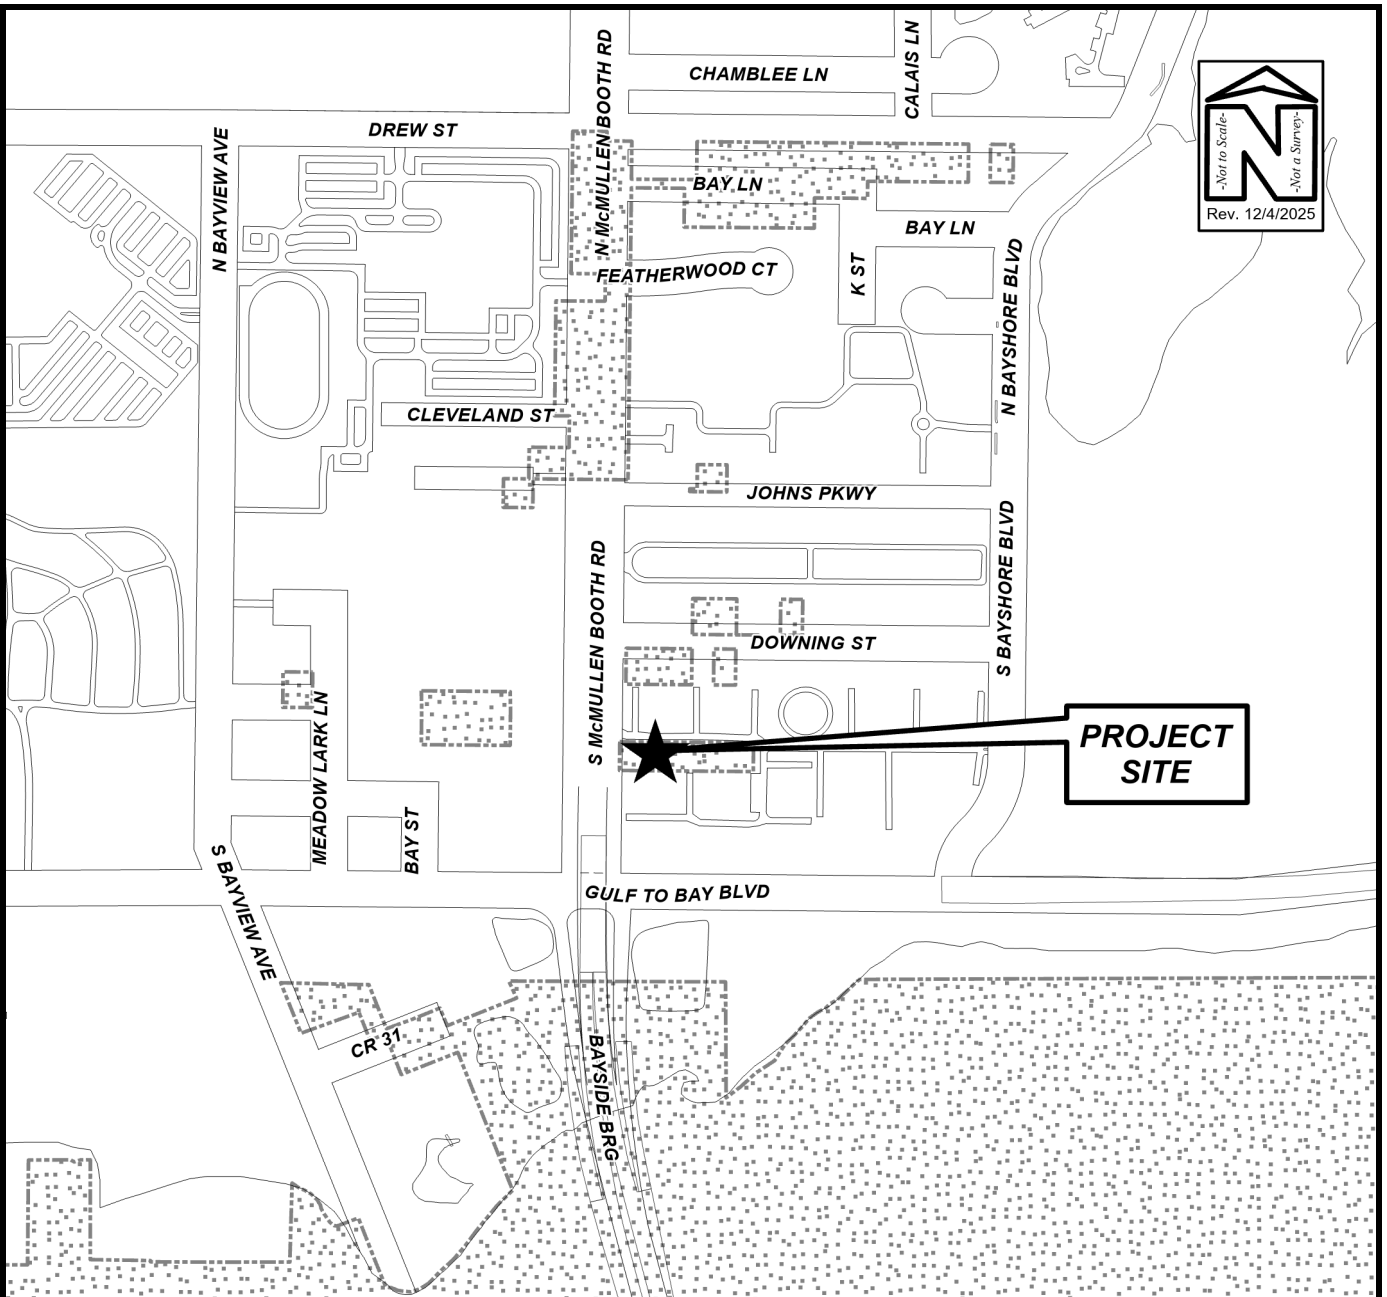 CHAMBLEE LN
CALAIS LN
N McMULLEN BOOTH RD
DREW ST
N BAYVIEW AVE
-Not to Scale-
N
-Not a Survey-
Rev. 12/4/2025
BAY LN
BAY LN
FEATHERWOOD CT
K ST
N BAYSHORE BLVD
CLEVELAND ST
JOHNS PKWY
S BAYSHORE BLVD
S McMULLEN BOOTH RD
DOWNING ST
MEADOW LARK LN
PROJECT
SITE
BAY ST
S BAYVIEW AVE
GULF TO BAY BLVD
CR 31
BAYSIDE BRG